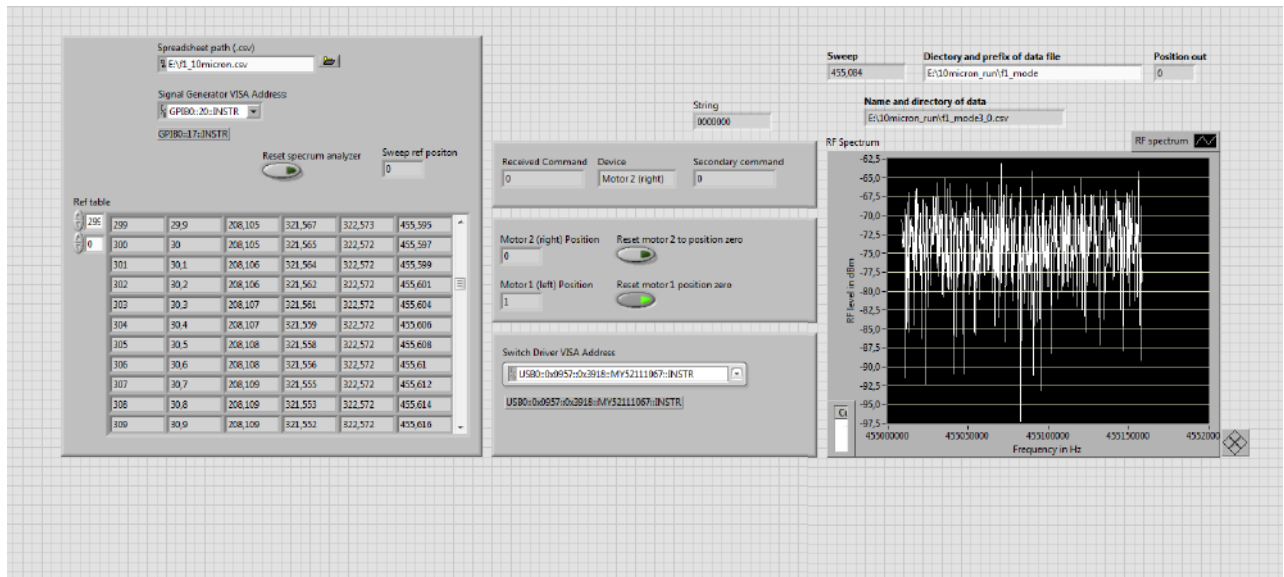 Spreadsheet path (.csv)
E:\f1_10micron.csv
Signal Generator VISA Address
GPIB0::20::INSTR
GPIB0::17::INSTR
Reset specrum analyzer
Sweep ref positon
0
Ref table
299
0
299 29,9 208,105 321,567 322,573 455,595
300 30 208,105 321,565 322,572 455,597
301 30,1 208,106 321,564 322,572 455,599
302 30,2 208,106 321,562 322,572 455,601
303 30,3 208,107 321,561 322,572 455,604
304 30,4 208,107 321,559 322,572 455,606
305 30,5 208,108 321,558 322,572 455,608
306 30,6 208,108 321,556 322,572 455,61
307 30,7 208,109 321,555 322,572 455,612
308 30,8 208,109 321,553 322,572 455,614
309 30,9 208,109 321,552 322,572 455,616
String
0000000
Received Command Device Secondary command
0 Motor 2 (right) 0
Motor 2 (right) Position Reset motor 2 to position zero
0
Motor1 (left) Position Reset motor1 position zero
1
Switch Driver VISA Address
USB0::0x0957::0x3918::MY52111067::INSTR
USB0::0x0957::0x3918::MY52111067::INSTR
Sweep Diectory and prefix of data file Position out
455,084 E:\10micron_run\f1_mode 0
Name and directory of data
E:\10micron_run\f1_mode3_0.csv
RF Spectrum RF spectrum
-62,5
-65,0
-67,5
-70,0
-72,5
-75,0
-77,5
-80,0
-82,5
-85,0
-87,5
-90,0
-92,5
-95,0
-97,5
RF level in dBm
455000000 455050000 455100000 455150000 4552000
Frequency in Hz